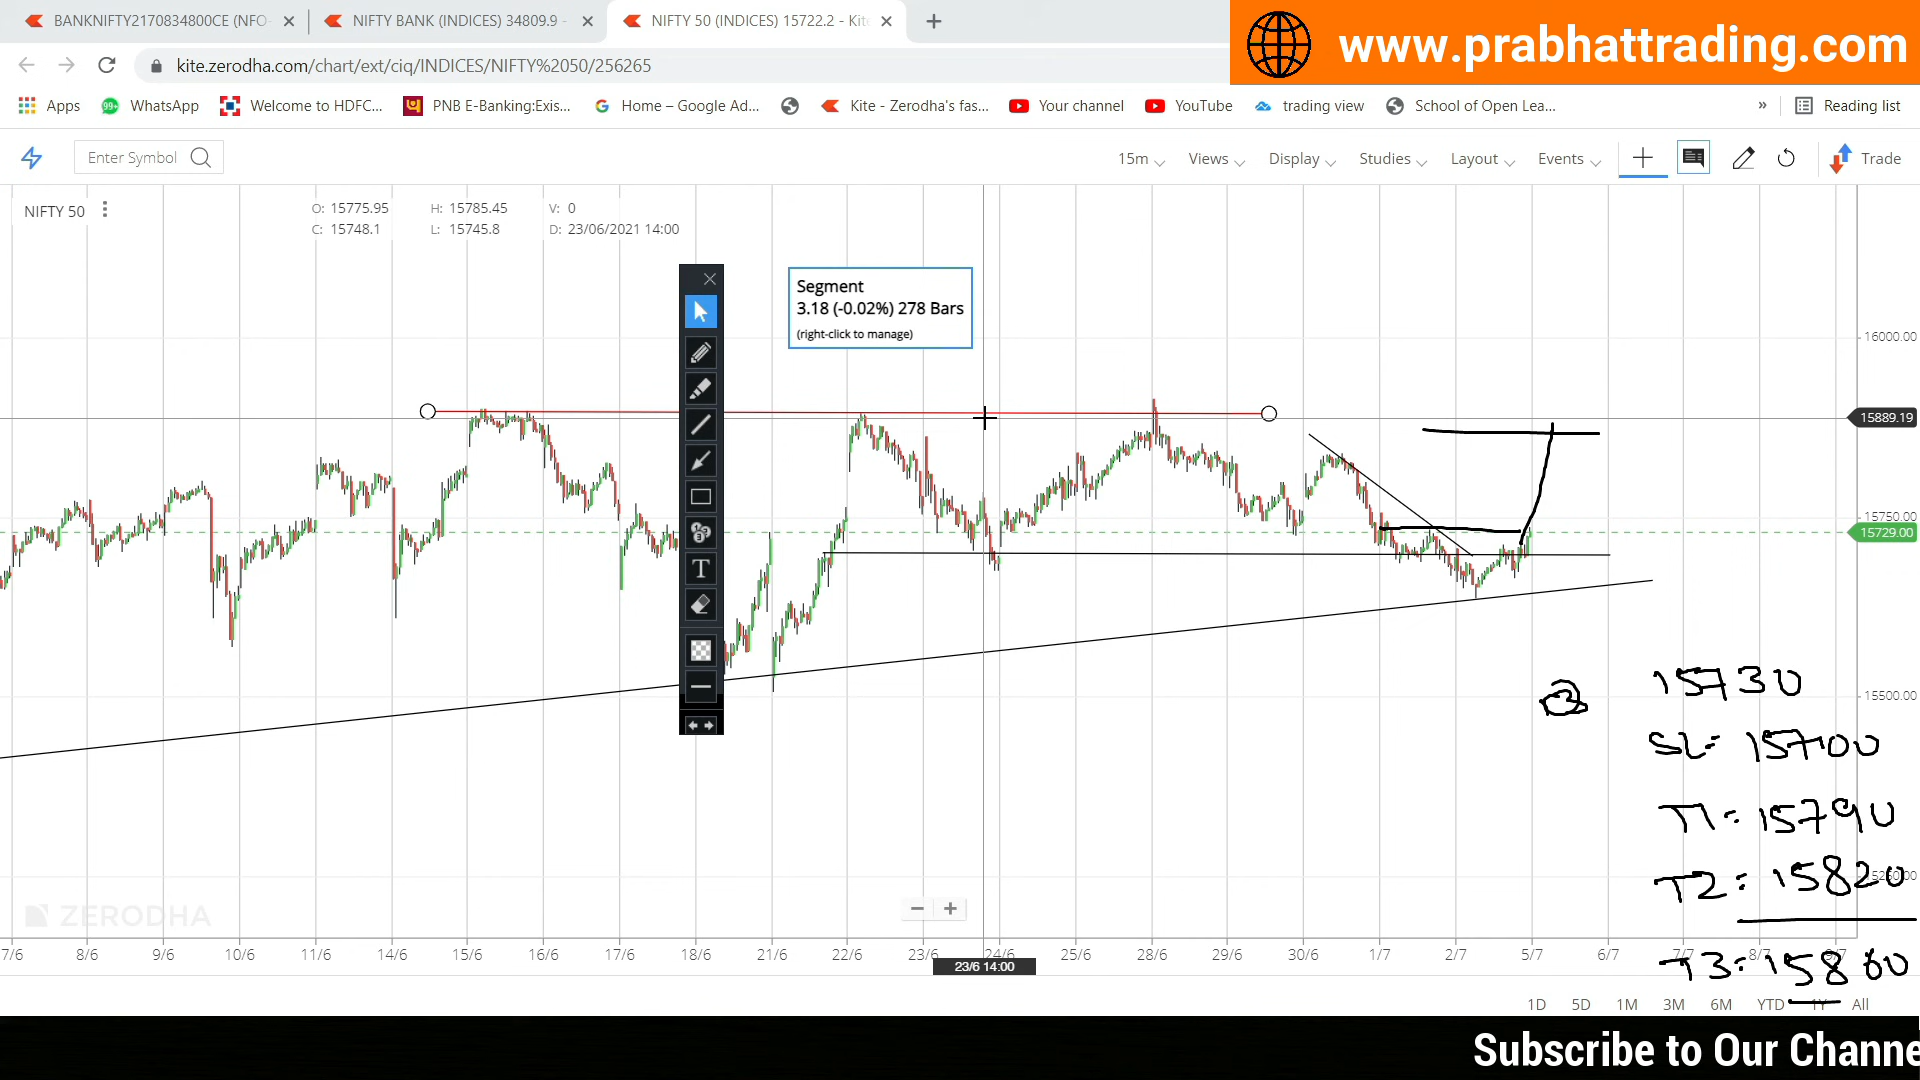 BANKNIFTY2170834800CE (NFO-
NIFTY BANK (INDICES) 34809.9 -
NIFTY 50 (INDICES) 15722.2 - Kite
www.prabhattrading.com
kite.zerodha.com/chart/ext/ciq/INDICES/NIFTY%2050/256265
Apps
99+
WhatsApp
Welcome to HDFC...
PNB E-Banking:Exis...
Home – Google Ad...
Kite - Zerodha's fas...
Your channel
YouTube
trading view
School of Open Lea...
»
Reading list
Enter Symbol
15m
Views
Display
Studies
Layout
Events
Trade
NIFTY 50
O: 15775.95 H: 15785.45 V: 0
C: 15748.1 L: 15745.8 D: 23/06/2021 14:00
Segment
3.18 (-0.02%) 278 Bars
(right-click to manage)
T
16000.00
15889.19
15750.00
15729.00
15500.00
15250.00
15730
SL= 15700
T1= 15790
T2= 15820
T3= 15860
ZERODHA
7/6 8/6 9/6 10/6 11/6 14/6 15/6 16/6 17/6 18/6 21/6 22/6 23/6 24/6 25/6 28/6 29/6 30/6 1/7 2/7 5/7 6/7 7/7 8/7 9/7
23/6 14:00
1D 5D 1M 3M 6M YTD 1Y All
Subscribe to Our Channe